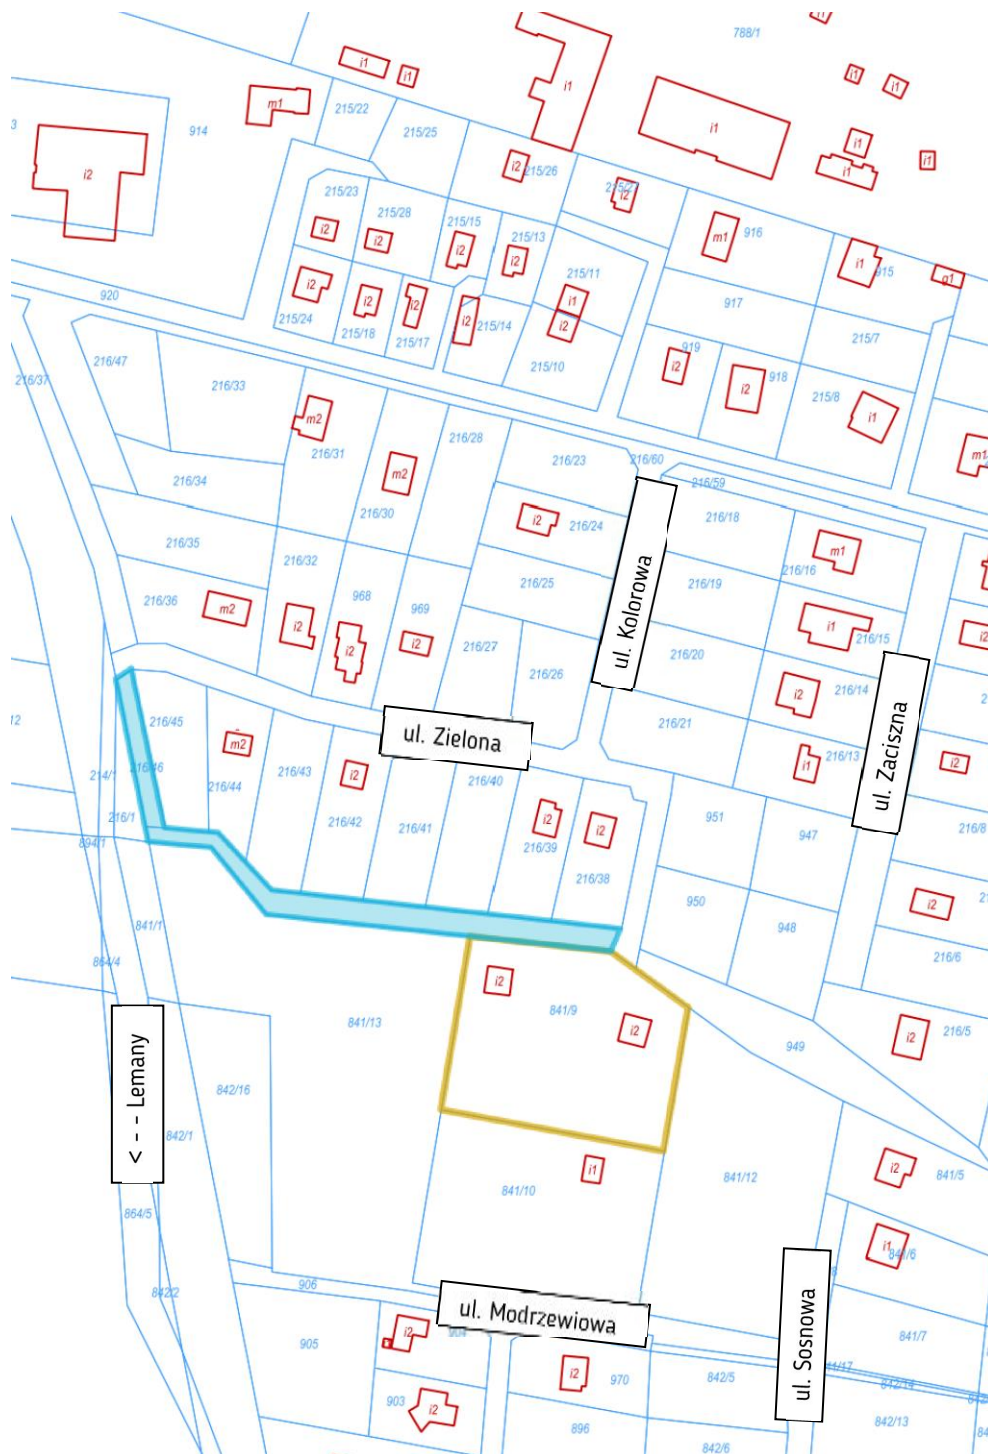 788/1
i1
i1
i1
i1
i1
i1
m1
215/22
i1
3
914
215/25
i1
i1
i1
i2
i2
215/26
215/27
i2
215/23
215/28
215/15
215/13
i2
i2
i2
i2
m1
916
i1
915
g1
215/11
i2
i2
i2
i2
i1
i2
920
215/24
215/18
215/17
215/14
917
215/10
919
i2
i2
918
215/7
215/8
i1
216/47
216/37
216/33
m2
216/31
216/28
m1
m2
216/23
216/60
216/59
216/34
216/30
i2
216/24
216/18
m1
216/35
216/32
216/25
216/16
216/36
m2
968
969
216/19
i2
i2
i2
216/27
ul. Kolorowa
i1
216/15
i2
216/26
216/20
i2
216/14
12
216/45
m2
ul. Zielona
216/21
i1
216/13
ul. Zaciszna
i2
216/46
214/1
216/44
216/43
i2
216/40
216/1
216/42
216/41
i2
i2
951
947
216/8
894/1
216/39
216/38
950
i2
948
841/1
864/4
216/6
i2
841/9
841/13
i2
i2
216/5
949
<--- Lemany
842/16
842/1
i1
841/10
841/12
i2
841/5
864/5
i1
841/6
842/2
906
ul. Modrzewiowa
ul. Sosnowa
905
i2
904
841/7
i2
970
842/5
842/14
903
i2
896
842/13
842/6